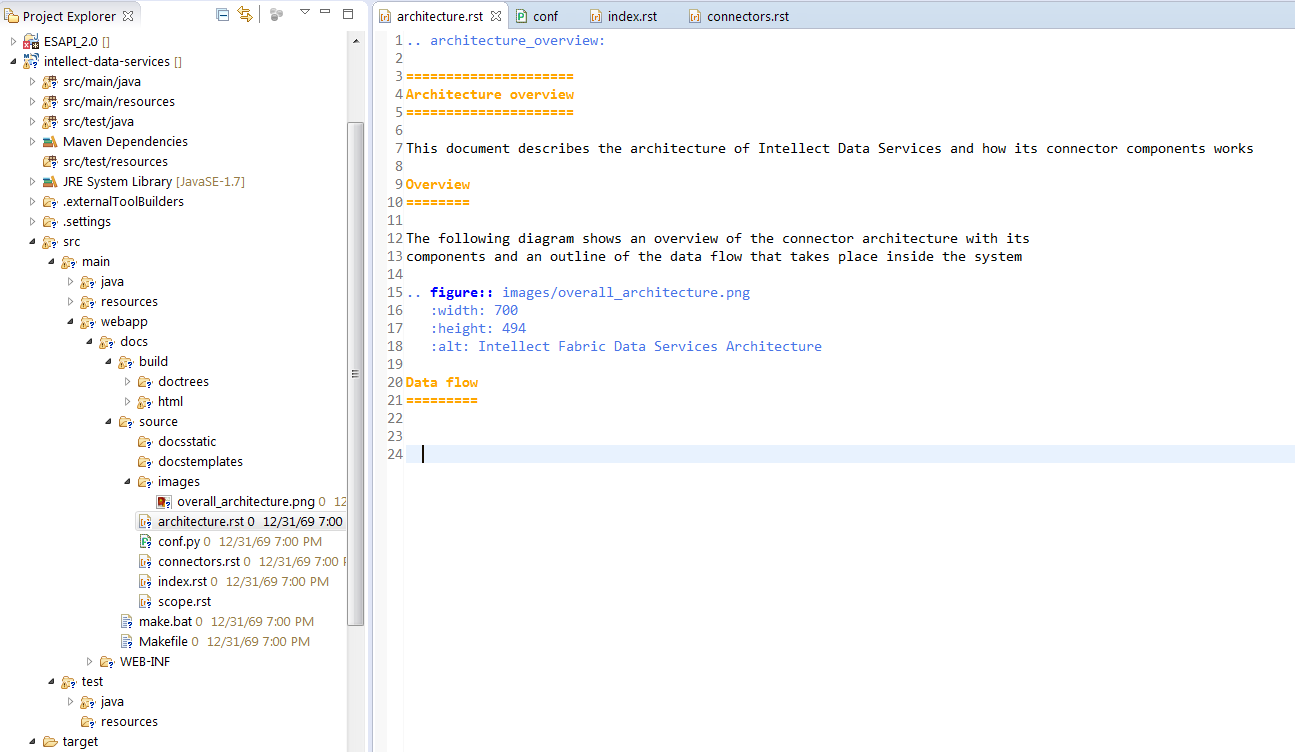 Project Explorer
ESAPI_2.0 []
intellect-data-services []
src/main/java
src/main/resources
src/test/java
Maven Dependencies
src/test/resources
JRE System Library [JavaSE-1.7]
.externalToolBuilders
.settings
src
main
java
resources
webapp
docs
build
doctrees
html
source
docsstatic
docstemplates
images
overall_architecture.png 0 12
architecture.rst 0 12/31/69 7:00
conf.py 0 12/31/69 7:00 PM
connectors.rst 0 12/31/69 7:00
index.rst 0 12/31/69 7:00 PM
scope.rst
make.bat 0 12/31/69 7:00 PM
Makefile 0 12/31/69 7:00 PM
WEB-INF
test
java
resources
target
architecture.rst conf index.rst connectors.rst
1 .. architecture_overview:
2
3 =====================
4 Architecture overview
5 =====================
6
7 This document describes the architecture of Intellect Data Services and how its connector components works
8
9 Overview
10 ========
11
12 The following diagram shows an overview of the connector architecture with its
13 components and an outline of the data flow that takes place inside the system
14
15 .. figure:: images/overall_architecture.png
16 :width: 700
17 :height: 494
18 :alt: Intellect Fabric Data Services Architecture
19
20 Data flow
21 =========
22
23
24